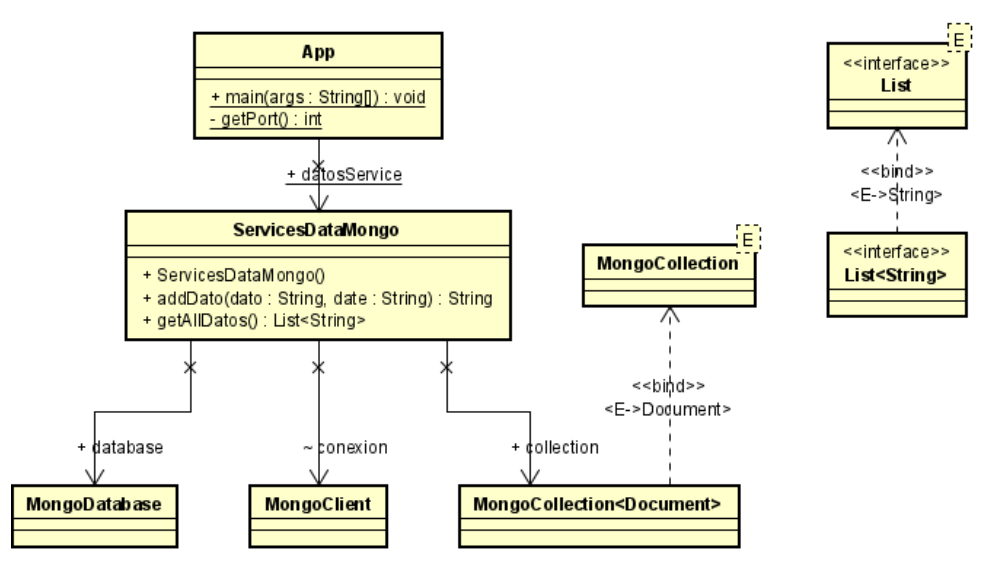 App
+ main(args : String[]) : void
- getPort() : int
+ datosService
ServicesDataMongo
+ ServicesDataMongo()
+ addDato(dato : String, date : String) : String
+ getAllDatos() : List<String>
+ database
~ conexion
+ collection
MongoDatabase
MongoClient
MongoCollection<Document>
E
MongoCollection
<<bind>>
<E->Document>
E
<<interface>>
List
<<bind>>
<E->String>
<<interface>>
List<String>